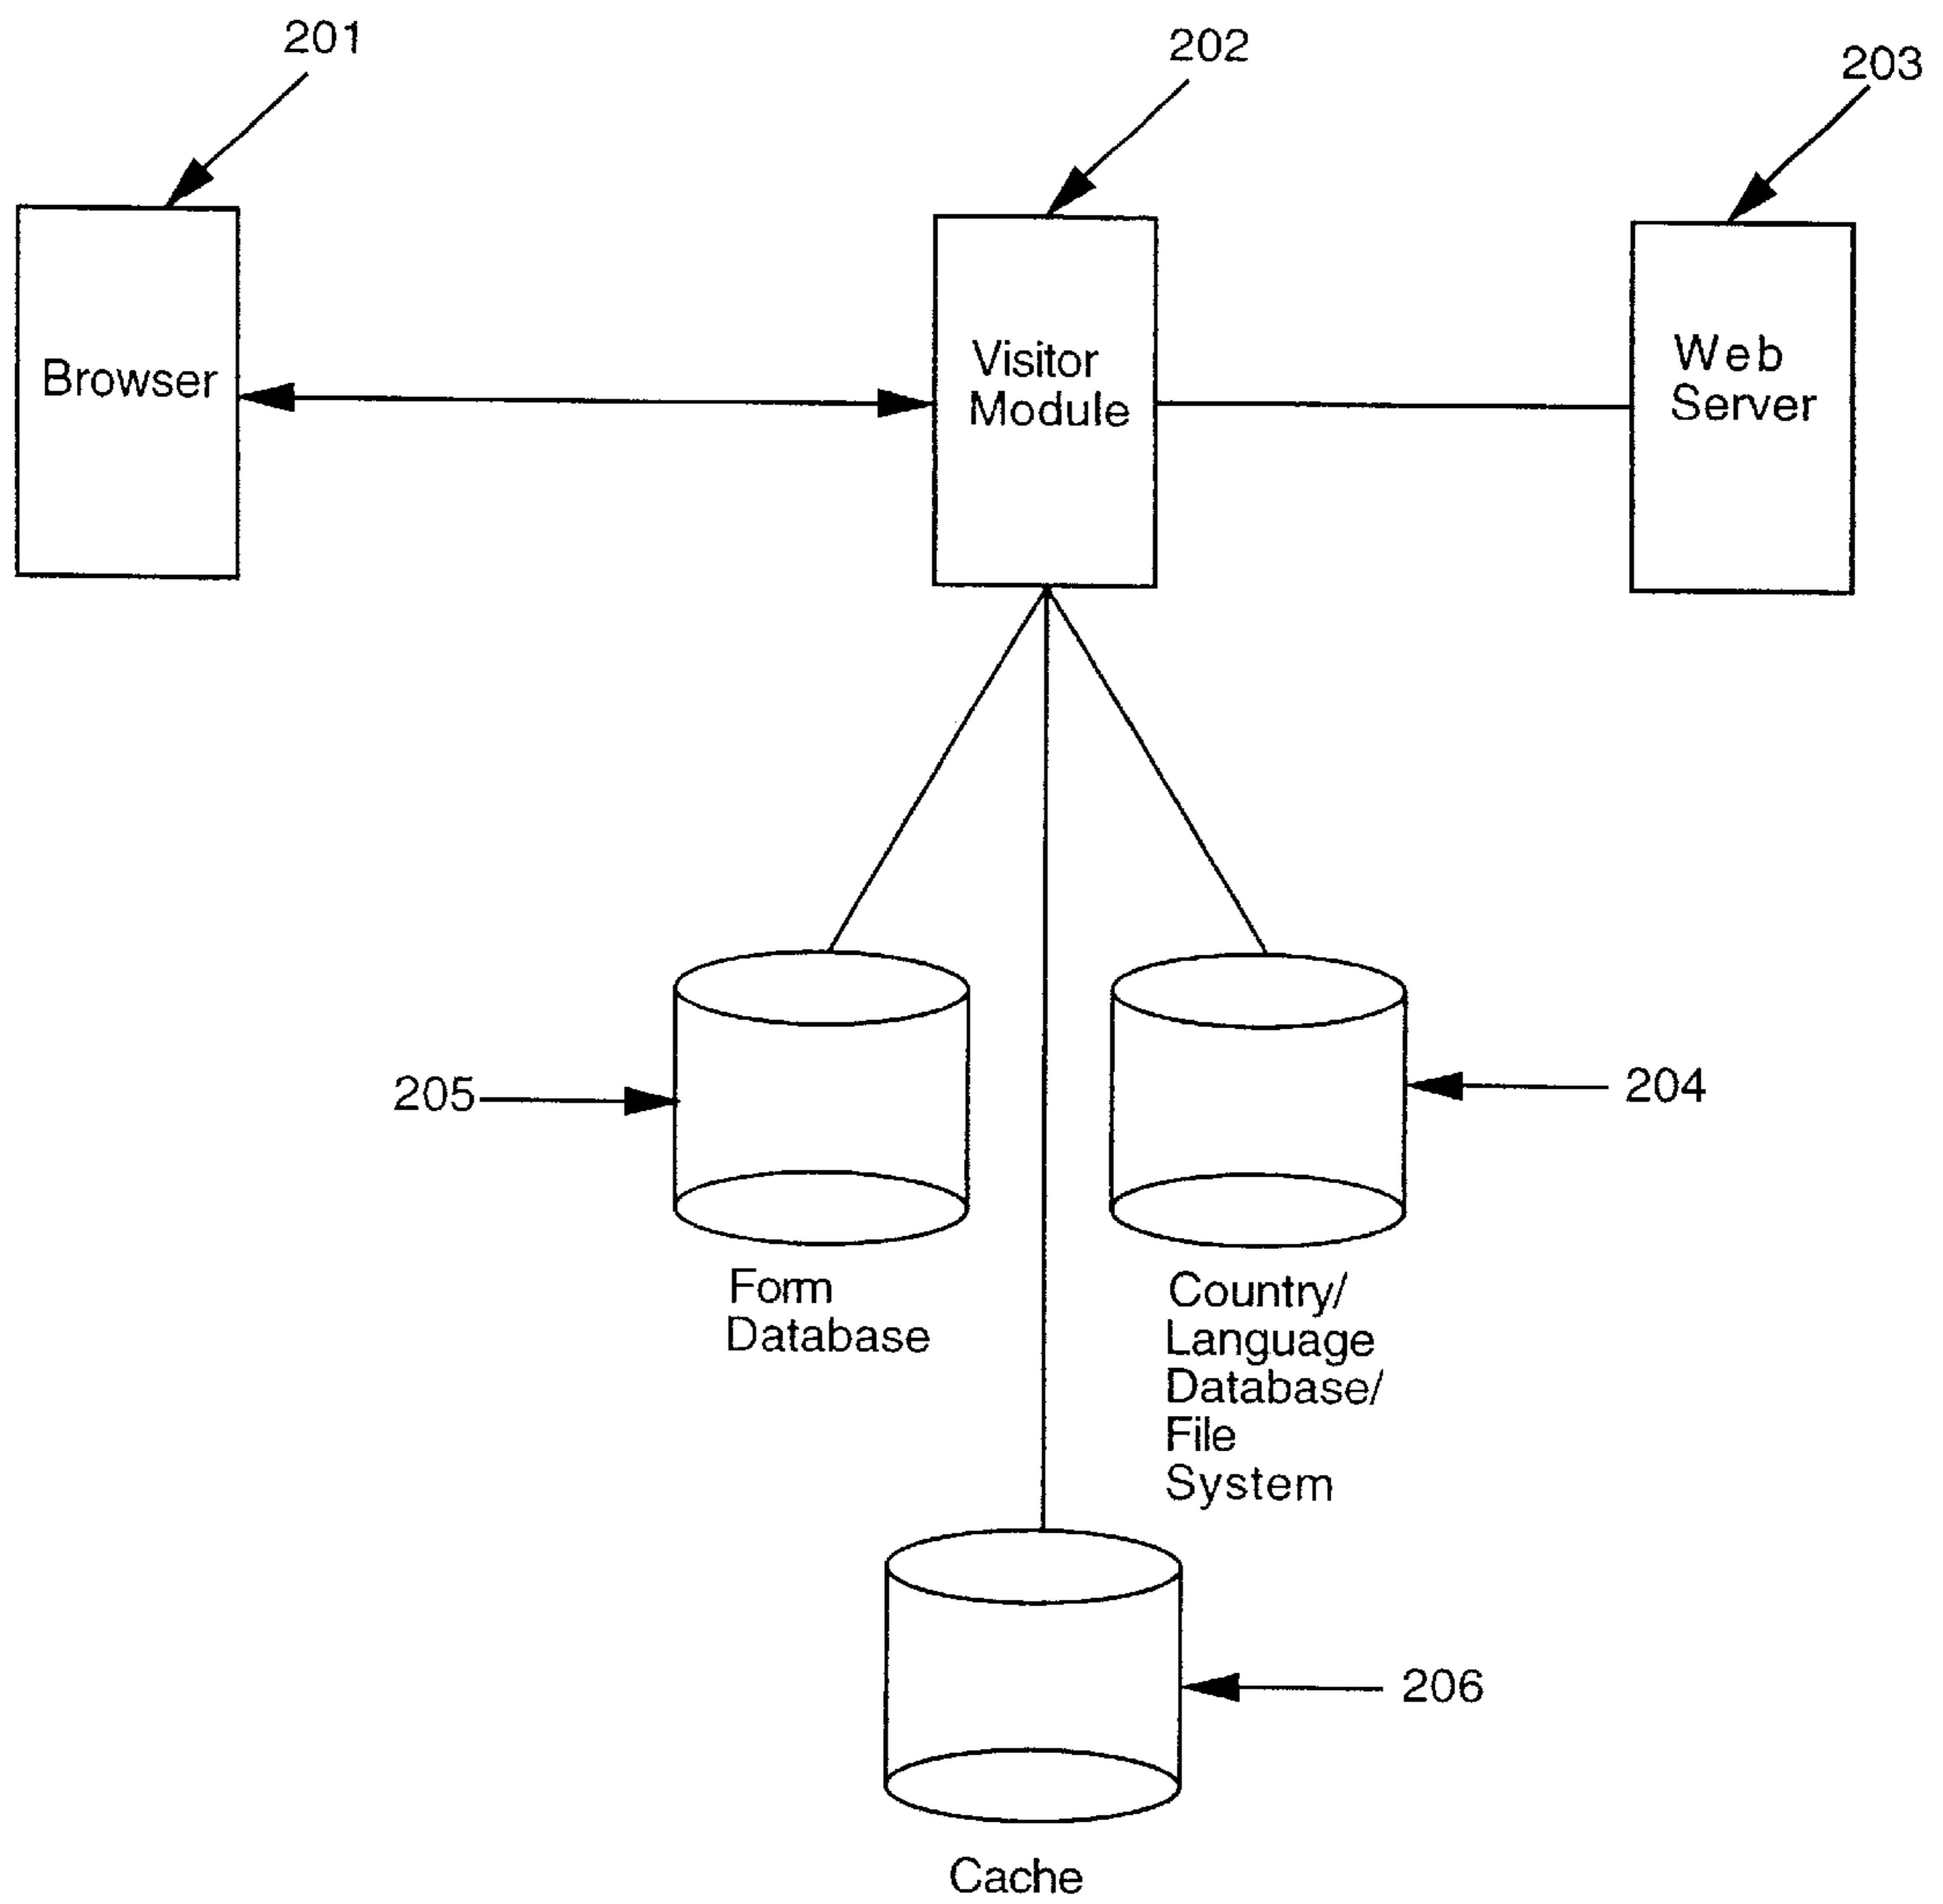 201
202
203
Browser
Visitor
Module
Web
Server
205
204
Form
Database
Country/
Language
Database/
File
System
206
Cache